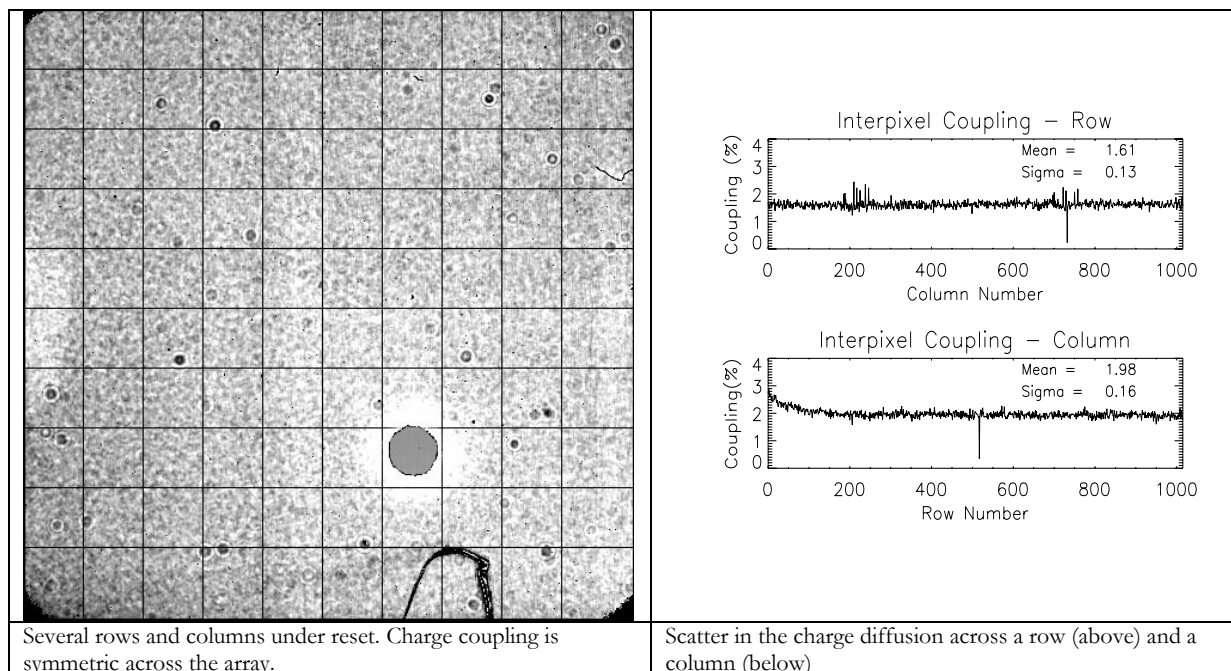 Interpixel Coupling – Row
Coupling (%)
4
3
2
1
0
Mean = 1.61
Sigma = 0.13
0 200 400 600 800 1000
Column Number
Interpixel Coupling – Column
Coupling(%)
4
3
2
1
0
Mean = 1.98
Sigma = 0.16
0 200 400 600 800 1000
Row Number
Several rows and columns under reset. Charge coupling is
symmetric across the array.
Scatter in the charge diffusion across a row (above) and a
column (below)